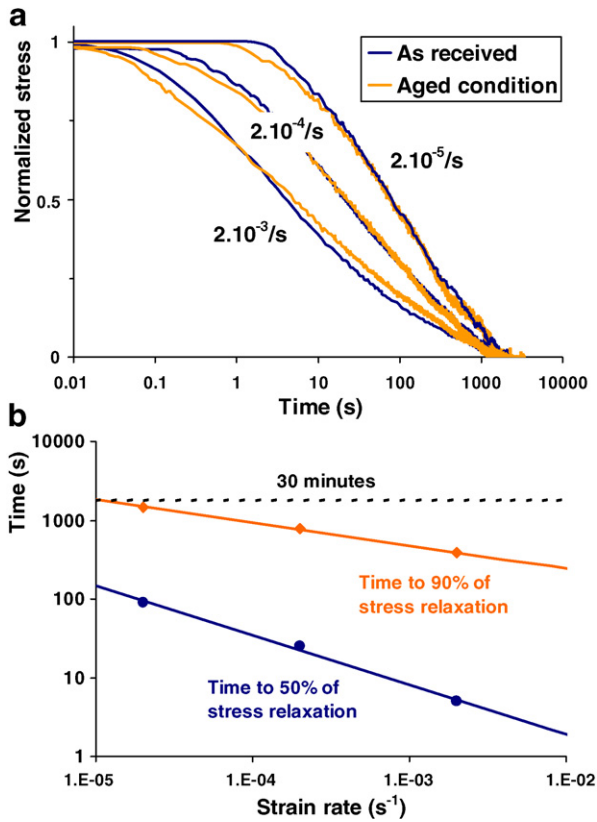 a
1
0.5
0
Normalized stress
As received
Aged condition
2.10⁻⁴/s
2.10⁻⁵/s
2.10⁻³/s
0.01 0.1 1 10 100 1000 10000
Time (s)
b
10000
1000
100
10
1
Time (s)
30 minutes
Time to 90% of
stress relaxation
Time to 50% of
stress relaxation
1.E-05 1.E-04 1.E-03 1.E-02
Strain rate (s⁻¹)